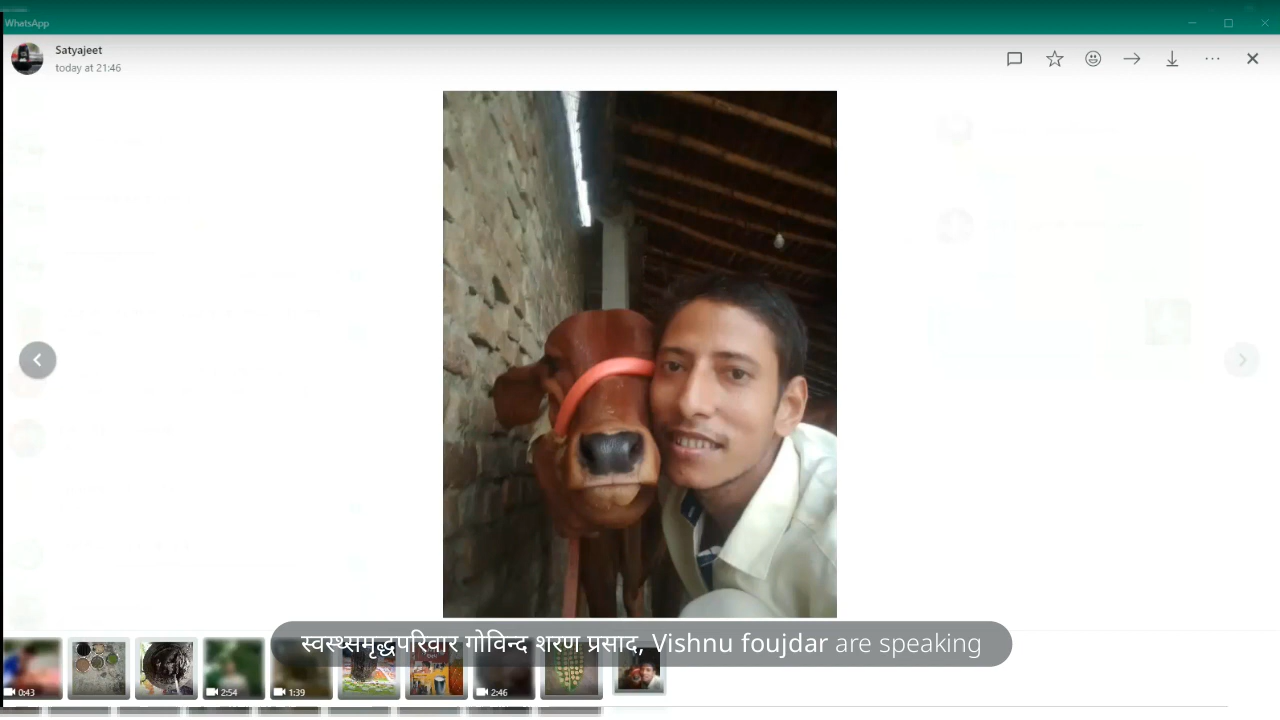 WhatsApp
Satyajeet
today at 21:46
स्वस्थ्समृद्धपरिवार गोविन्द शरण प्रसाद, Vishnu foujdar are speaking
0:43
2:54
1:39
2:46